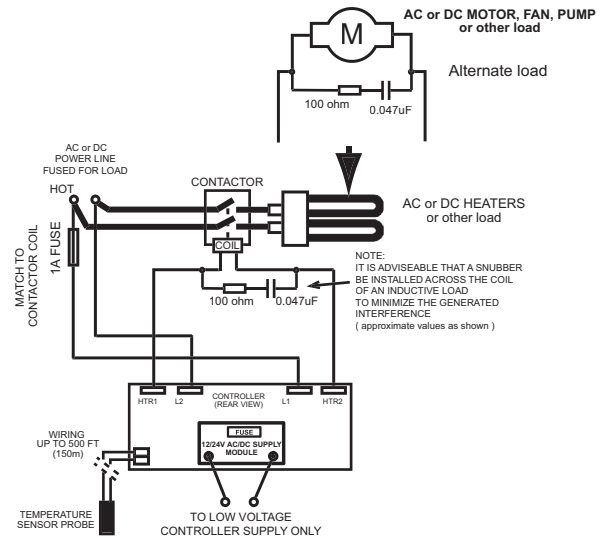 AC or DC MOTOR, FAN, PUMP
or other load
M
Alternate load
100 ohm
0.047uF
AC or DC
POWER LINE
FUSED FOR LOAD
HOT
CONTACTOR
AC or DC HEATERS
or other load
MATCH TO
CONTACTOR COIL
1A FUSE
COIL
NOTE:
IT IS ADVISEABLE THAT A SNUBBER
BE INSTALLED ACROSS THE COIL
OF AN INDUCTIVE LOAD
TO MINIMIZE THE GENERATED
INTERFERENCE
( approximate values as shown )
100 ohm
0.047uF
HTR1
L2
CONTROLLER
(REAR VIEW)
L1
HTR2
FUSE
12/24V AC/DC SUPPLY
MODULE
WIRING
UP TO 500 FT
(150m)
TEMPERATURE
SENSOR PROBE
TO LOW VOLTAGE
CONTROLLER SUPPLY ONLY